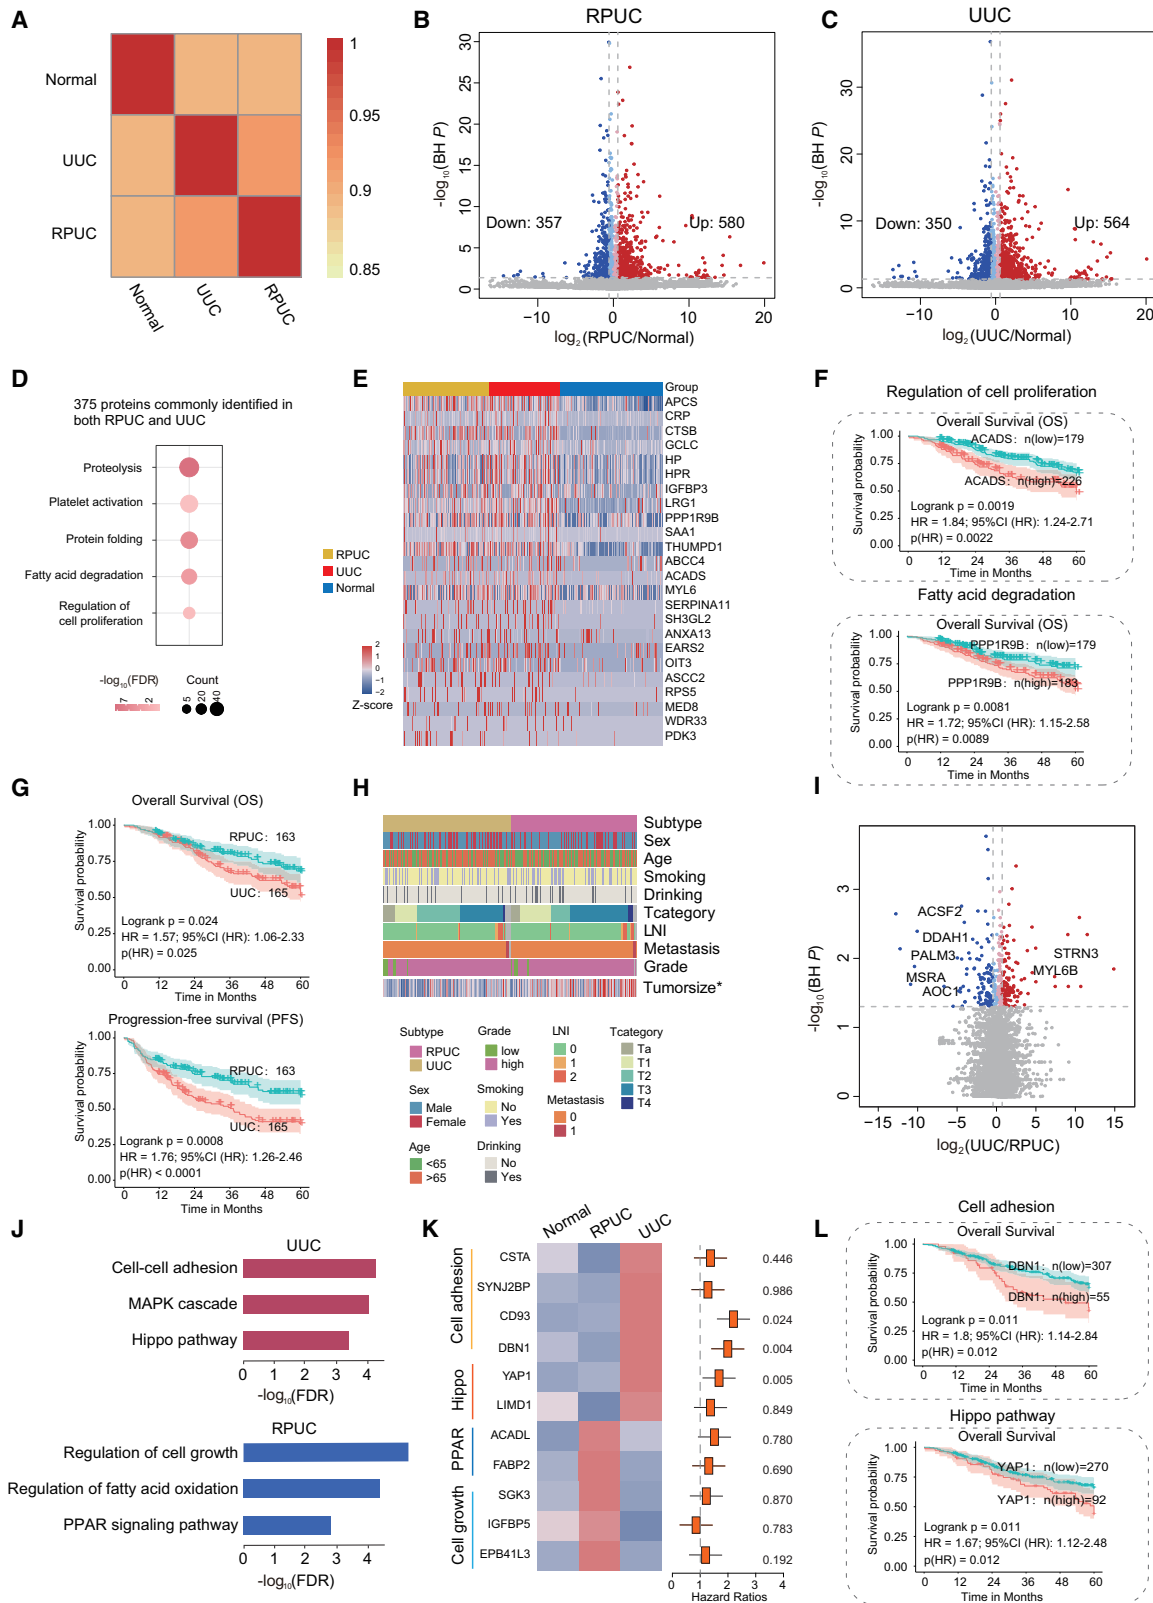 A
Normal
UUC
RPUC
Normal
UUC
RPUC
1
0.95
0.9
0.85
B
RPUC
-log10(BH P)
30
25
20
15
10
5
0
Down: 357
Up: 580
−10
0
10
20
log2(RPUC/Normal)
C
UUC
-log10(BH P)
30
20
10
0
Down: 350
Up: 564
−10
0
10
20
log2(UUC/Normal)
D
375 proteins commonly identified in
both RPUC and UUC
Proteolysis
Platelet activation
Protein folding
Fatty acid degradation
Regulation of
cell proliferation
-log10(FDR)
7
2
Count
5
20
40
E
Group
APCS
CRP
CTSB
GCLC
HP
HPR
IGFBP3
LRG1
PPP1R9B
SAA1
THUMPD1
ABCC4
ACADS
MYL6
SERPINA11
SH3GL2
ANXA13
EARS2
OIT3
ASCC2
RPS5
MED8
WDR33
PDK3
RPUC
UUC
Normal
2
1
0
−1
−2
Z-score
F
Regulation of cell proliferation
Overall Survival (OS)
ACADS: n(low)=179
ACADS: n(high)=226
Survival probability
1.00
0.75
0.50
0.25
0.00
Logrank p = 0.0019
HR = 1.84; 95%CI (HR): 1.24-2.71
p(HR) = 0.0022
0 12 24 36 48 60
Time in Months
Fatty acid degradation
Overall Survival (OS)
PPP1R9B: n(low)=179
PPP1R9B: n(high)=183
Survival probability
1.00
0.75
0.50
0.25
0.00
Logrank p = 0.0081
HR = 1.72; 95%CI (HR): 1.15-2.58
p(HR) = 0.0089
0 12 24 36 48 60
Time in Months
G
Overall Survival (OS)
RPUC: 163
UUC: 165
Survival probability
1.00
0.75
0.50
0.25
0.00
Logrank p = 0.024
HR = 1.57; 95%CI (HR): 1.06-2.33
p(HR) = 0.025
0 12 24 36 48 60
Time in Months
Progression-free survival (PFS)
RPUC: 163
UUC: 165
Survival probability
1.00
0.75
0.50
0.25
0.00
Logrank p = 0.0008
HR = 1.76; 95%CI (HR): 1.26-2.46
p(HR) < 0.0001
0 12 24 36 48 60
Time in Months
H
Subtype
Sex
Age
Smoking
Drinking
Tcategory
LNI
Metastasis
Grade
Tumorsize*
Subtype
RPUC
UUC
Sex
Male
Female
Age
<65
>65
Grade
low
high
Smoking
No
Yes
Drinking
No
Yes
LNI
0
1
2
Metastasis
0
1
Tcategory
Ta
T1
T2
T3
T4
I
-log10(BH P)
3
2
1
0
ACSF2
DDAH1
PALM3
MSRA
AOC1
STRN3
MYL6B
−15 −10 −5 0 5 10 15
log2(UUC/RPUC)
J
UUC
Cell-cell adhesion
MAPK cascade
Hippo pathway
0 1 2 3 4
-log10(FDR)
RPUC
Regulation of cell growth
Regulation of fatty acid oxidation
PPAR signaling pathway
0 1 2 3 4
-log10(FDR)
K
Normal
RPUC
UUC
Cell adhesion
Hippo
PPAR
Cell growth
CSTA 0.446
SYNJ2BP 0.986
CD93 0.024
DBN1 0.004
YAP1 0.005
LIMD1 0.849
ACADL 0.780
FABP2 0.690
SGK3 0.870
IGFBP5 0.783
EPB41L3 0.192
0 1 2 3 4
Hazard Ratios
L
Cell adhesion
Overall Survival
DBN1: n(low)=307
DBN1: n(high)=55
Survival probability
1.00
0.75
0.50
0.25
0.00
Logrank p = 0.011
HR = 1.8; 95%CI (HR): 1.14-2.84
p(HR) = 0.012
0 12 24 36 48 60
Time in Months
Hippo pathway
Overall Survival
YAP1: n(low)=270
YAP1: n(high)=92
Survival probability
1.00
0.75
0.50
0.25
0.00
Logrank p = 0.011
HR = 1.67; 95%CI (HR): 1.12-2.48
p(HR) = 0.012
0 12 24 36 48 60
Time in Months